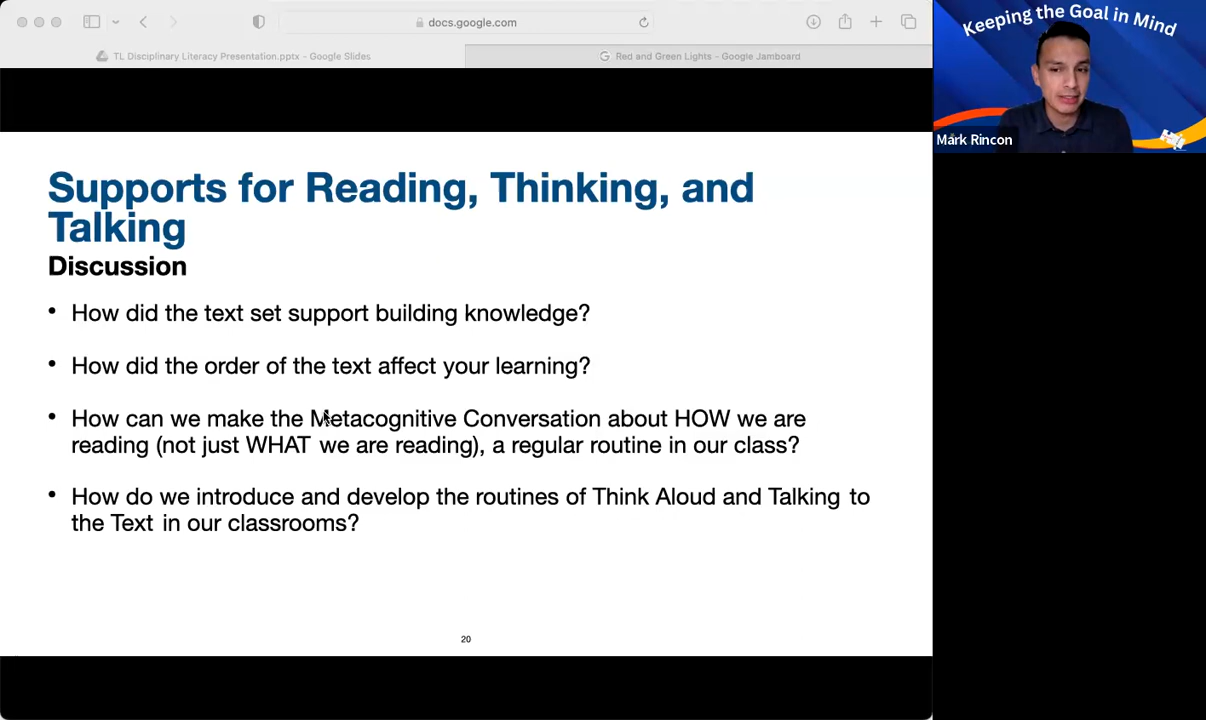 docs.google.com
TL Disciplinary Literacy Presentation.pptx - Google Slides
Red and Green Lights - Google Jamboard
Keeping the Goal in Mind
Mark Rincon
Supports for Reading, Thinking, and
Talking
Discussion
• How did the text set support building knowledge?
• How did the order of the text affect your learning?
• How can we make the Metacognitive Conversation about HOW we are
reading (not just WHAT we are reading), a regular routine in our class?
• How do we introduce and develop the routines of Think Aloud and Talking to
the Text in our classrooms?
20